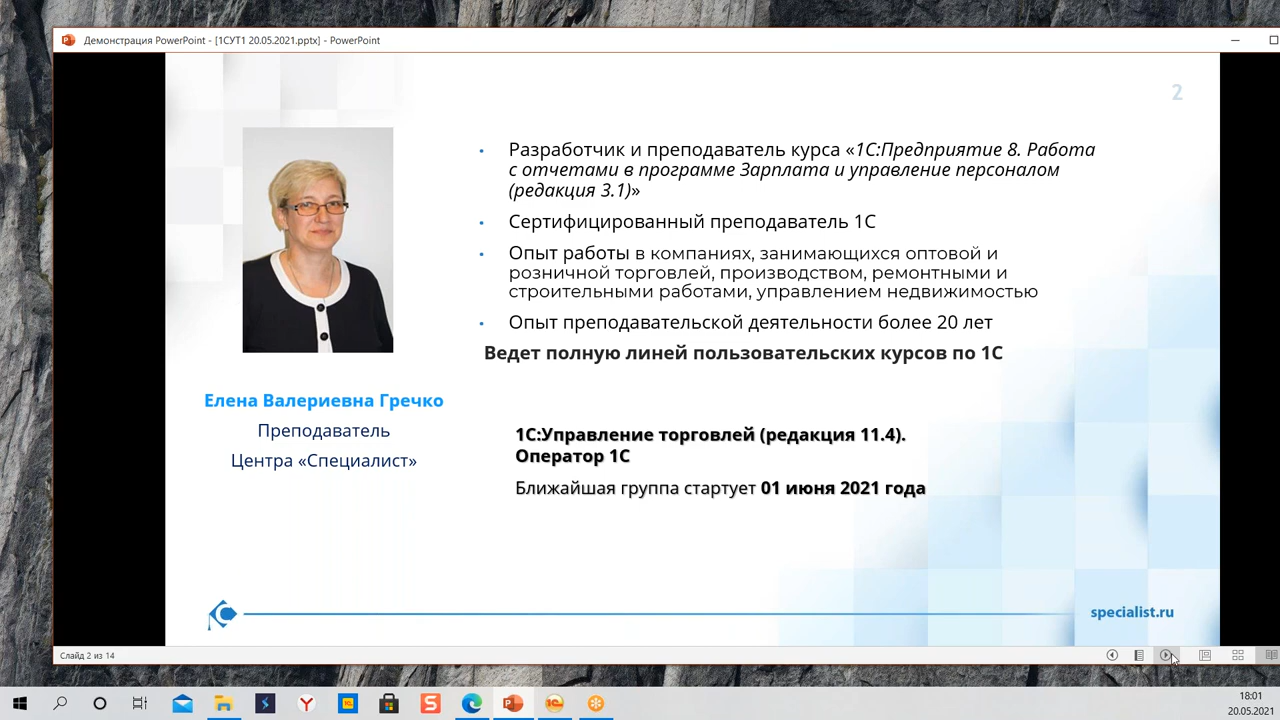 Демонстрация PowerPoint - [1СУТ1 20.05.2021.pptx] - PowerPoint
2
Разработчик и преподаватель курса «1С:Предприятие 8. Работа
с отчетами в программе Зарплата и управление персоналом
(редакция 3.1)»
Сертифицированный преподаватель 1С
Опыт работы в компаниях, занимающихся оптовой и
розничной торговлей, производством, ремонтными и
строительными работами, управлением недвижимостью
Опыт преподавательской деятельности более 20 лет
Ведет полную линей пользовательских курсов по 1С
Елена Валериевна Гречко
Преподаватель
Центра «Специалист»
1С:Управление торговлей (редакция 11.4).
Оператор 1С
Ближайшая группа стартует 01 июня 2021 года
specialist.ru
Слайд 2 из 14
18:01
20.05.2021